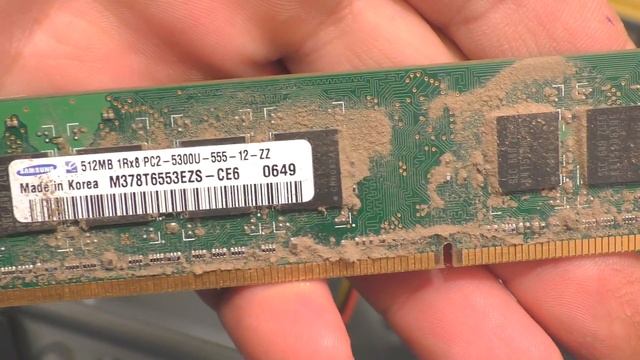 SAMSUNG 512MB 1Rx8 PC2-5300U-555-12-ZZ
Made in Korea M378T6553EZS-CE6 0649